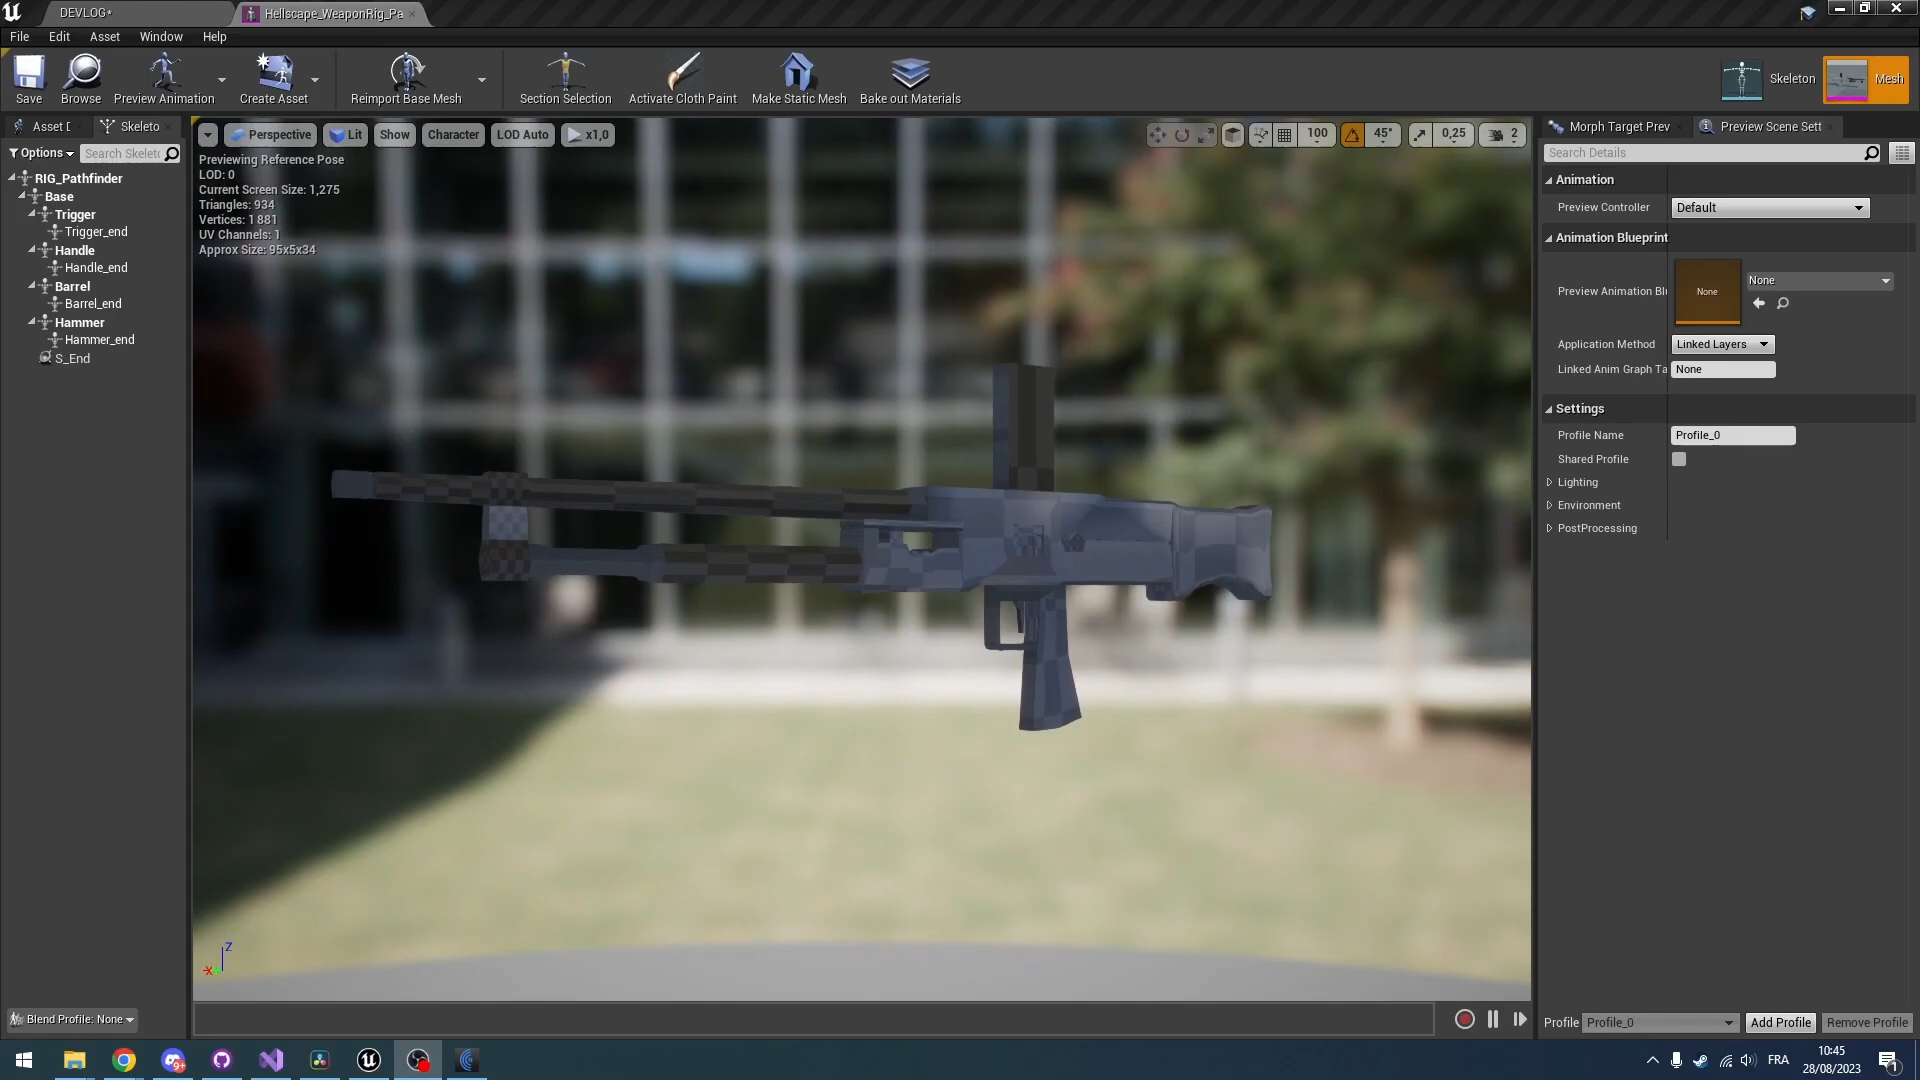 DEVLOG*
Hellscape_WeaponRig_Pa
File Edit Asset Window Help
Save
Browse
Preview Animation
Create Asset
Reimport Base Mesh
Section Selection
Activate Cloth Paint
Make Static Mesh
Bake out Materials
Skeleton
Mesh
Asset D
Skeleto
Options
Search Skelet
RIG_Pathfinder
Base
Trigger
Trigger_end
Handle
Handle_end
Barrel
Barrel_end
Hammer
Hammer_end
S_End
Blend Profile: None
Perspective
Lit
Show
Character
LOD Auto
x1,0
100
45°
0,25
2
Previewing Reference Pose
LOD: 0
Current Screen Size: 1,275
Triangles: 934
Vertices: 1 881
UV Channels: 1
Approx Size: 95x5x34
Z
X
Morph Target Prev
Preview Scene Sett
Search Details
Animation
Preview Controller
Default
Animation Blueprint
Preview Animation Blu
None
None
Application Method
Linked Layers
Linked Anim Graph Ta
None
Settings
Profile Name
Profile_0
Shared Profile
Lighting
Environment
PostProcessing
Profile
Profile_0
Add Profile
Remove Profile
9+
FRA
10:45
28/08/2023
1